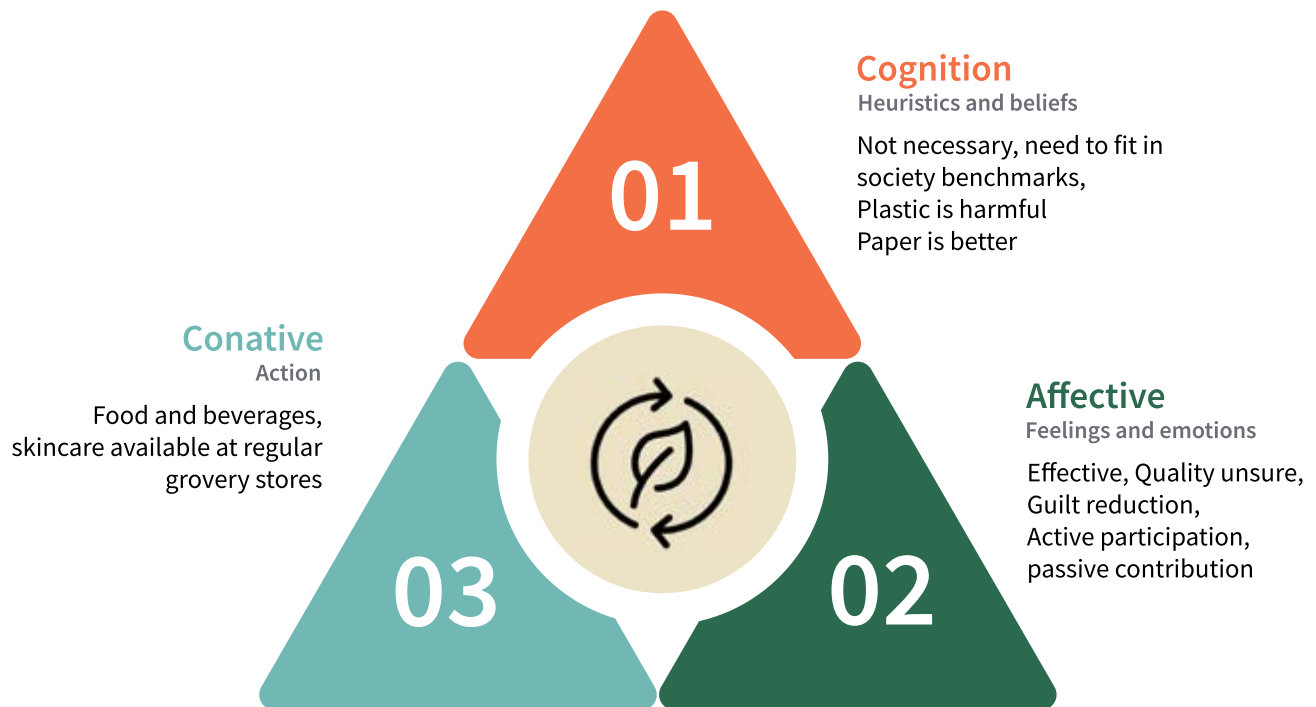 01
Cognition
Heuristics and beliefs
Not necessary, need to fit in
society benchmarks,
Plastic is harmful
Paper is better
Conative
Action
Food and beverages,
skincare available at regular
grovery stores
Affective
Feelings and emotions
Effective, Quality unsure,
Guilt reduction,
Active participation,
passive contribution
03
02